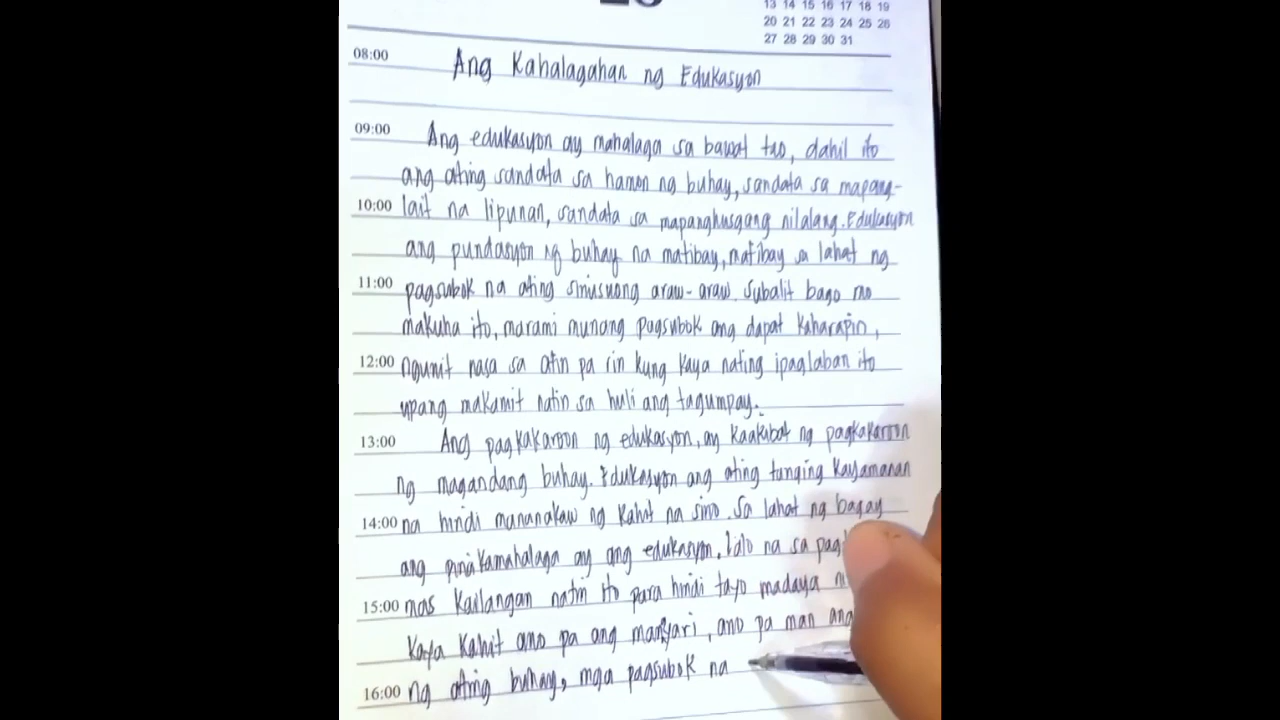 13 14 15 16 17 18 19
20 21 22 23 24 25 26
27 28 29 30 31
08:00 Ang Kahalagahan ng Edukasyon
09:00 Ang edukasyon ay mahalaga sa bawat tao, dahil ito
ang ating sandata sa hamon ng buhay, sandata sa mapang-
10:00 lait na lipunan, sandata sa mapanghusgang nilalang. Edukasyon
ang pundasyon ng buhay na matibay, matibay sa lahat ng
11:00 pagsubok na ating sinusuong araw-araw. Subalit bago mo
makuha ito, marami munang pagsubok ang dapat kaharapin,
12:00 ngunit nasa sa atin pa rin kung kaya nating ipaglaban ito
upang makamit natin sa huli ang tagumpay.
13:00 Ang pagkakaroon ng edukasyon, ay kaakibat ng pagkakaroon
ng magandang buhay. Edukasyon ang ating tanging kayamanan
14:00 na hindi mananakaw ng kahit na sino. Sa lahat ng bagay
ang pinakamahalaga ay ang edukasyon, lalo na sa
15:00 mas kailangan natin ito para hindi tayo madaya
kaya kahit ano pa ang mangyari, ano pa man ang
16:00 ng ating buhay, mga pagsubok na